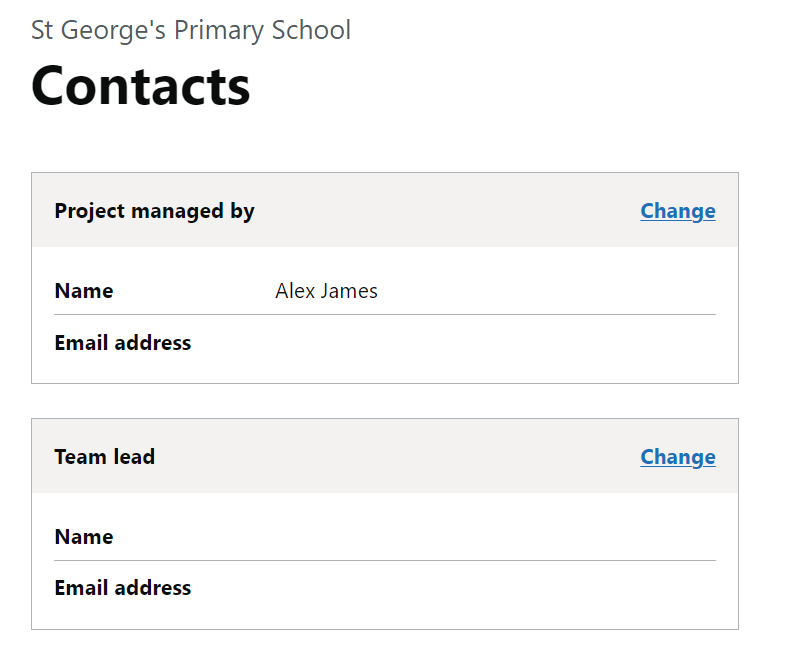 St George's Primary School
Contacts
Project managed by Change
Name Alex James
Email address
Team lead Change
Name
Email address